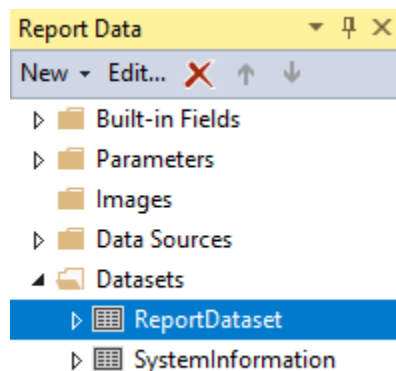 Report Data
New Edit...
Built-in Fields
Parameters
Images
Data Sources
Datasets
ReportDataset
SystemInformation